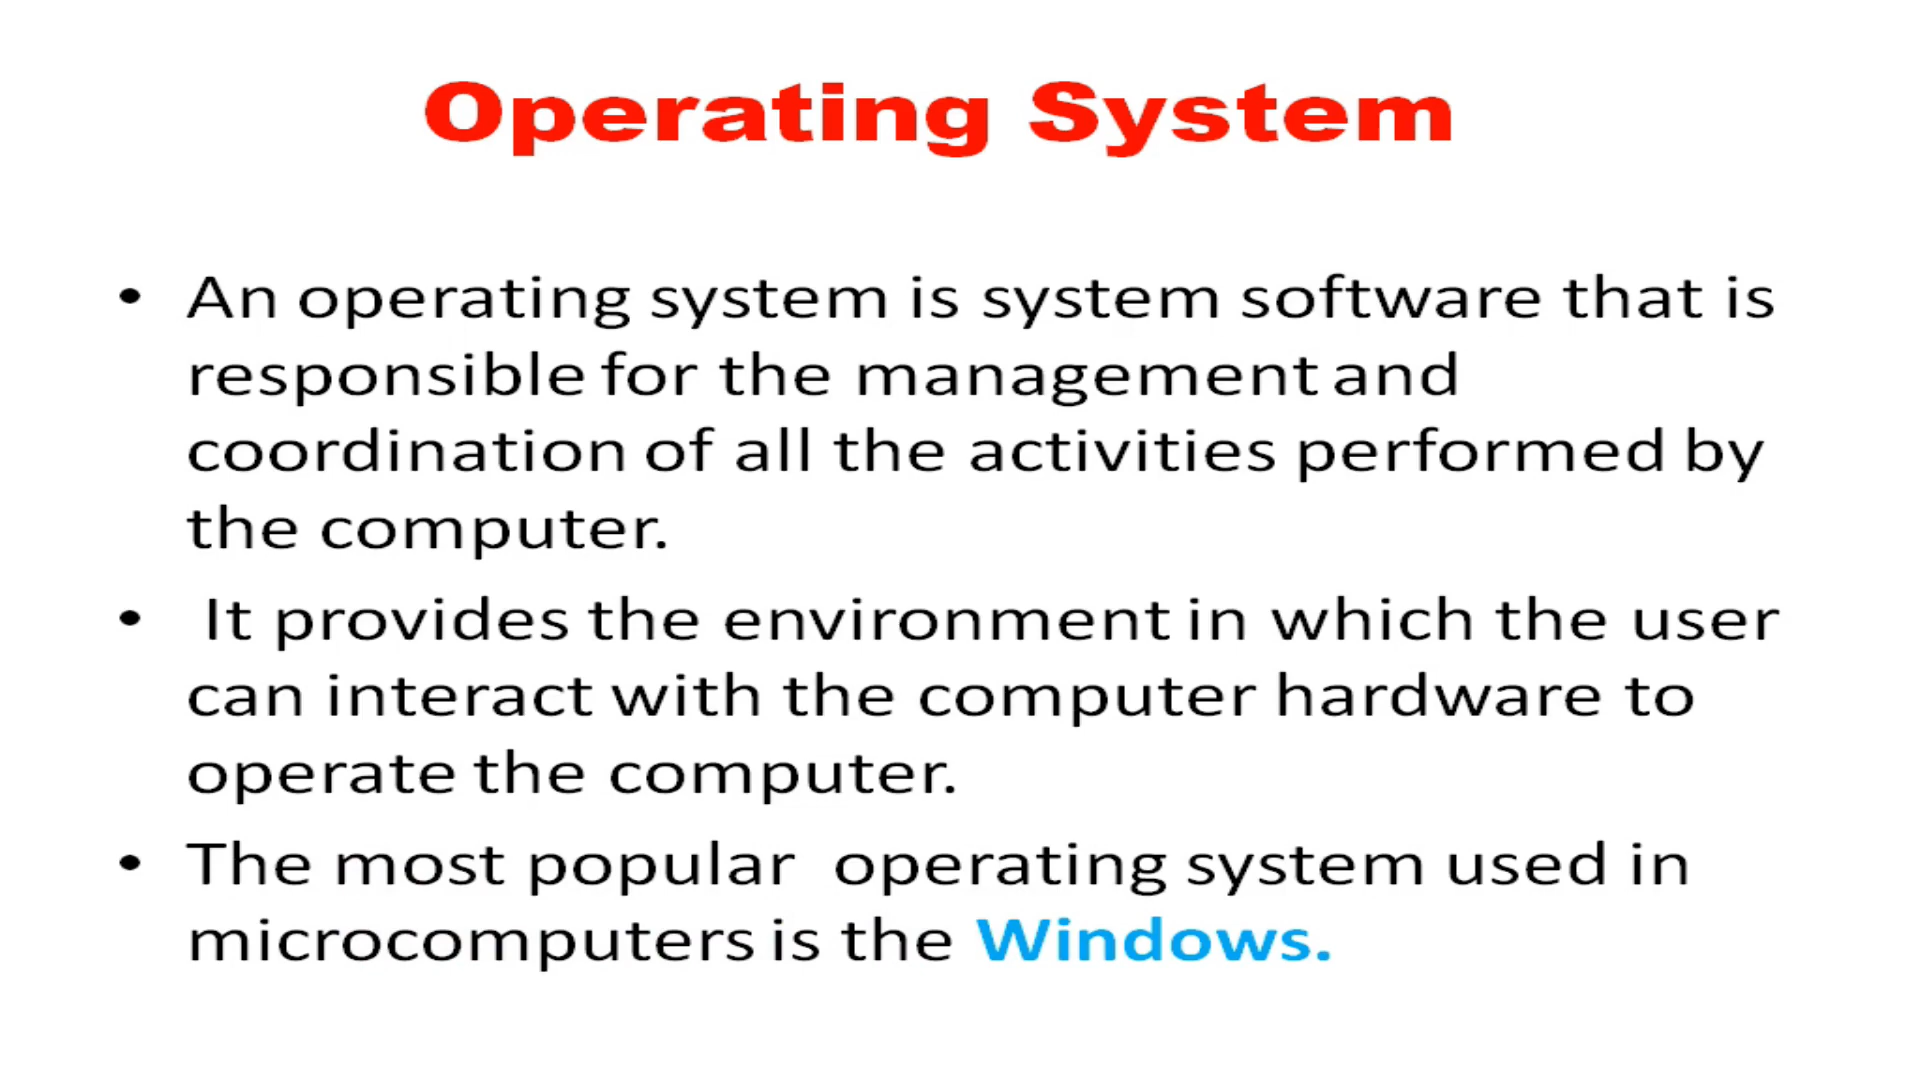 Operating System
• An operating system is system software that is
responsible for the management and
coordination of all the activities performed by
the computer.
• It provides the environment in which the user
can interact with the computer hardware to
operate the computer.
• The most popular operating system used in
microcomputers is the Windows.